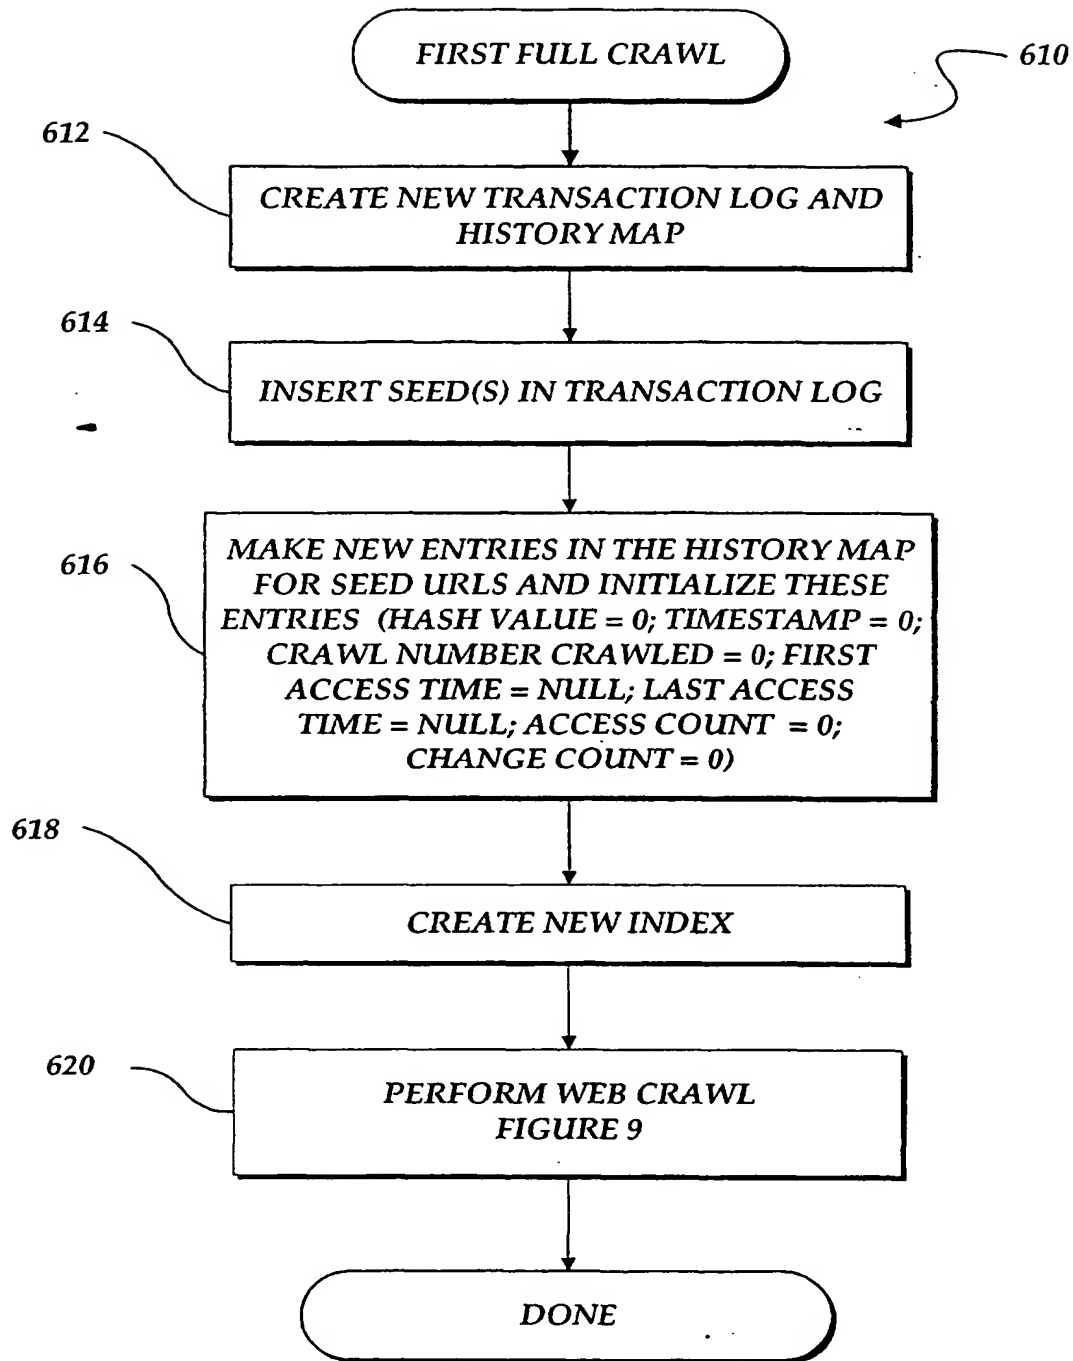 FIRST FULL CRAWL
610
612
CREATE NEW TRANSACTION LOG AND
HISTORY MAP
614
INSERT SEED(S) IN TRANSACTION LOG
616
MAKE NEW ENTRIES IN THE HISTORY MAP
FOR SEED URLS AND INITIALIZE THESE
ENTRIES (HASH VALUE = 0; TIMESTAMP = 0;
CRAWL NUMBER CRAWLED = 0; FIRST
ACCESS TIME = NULL; LAST ACCESS
TIME = NULL; ACCESS COUNT = 0;
CHANGE COUNT = 0)
618
CREATE NEW INDEX
620
PERFORM WEB CRAWL
FIGURE 9
DONE